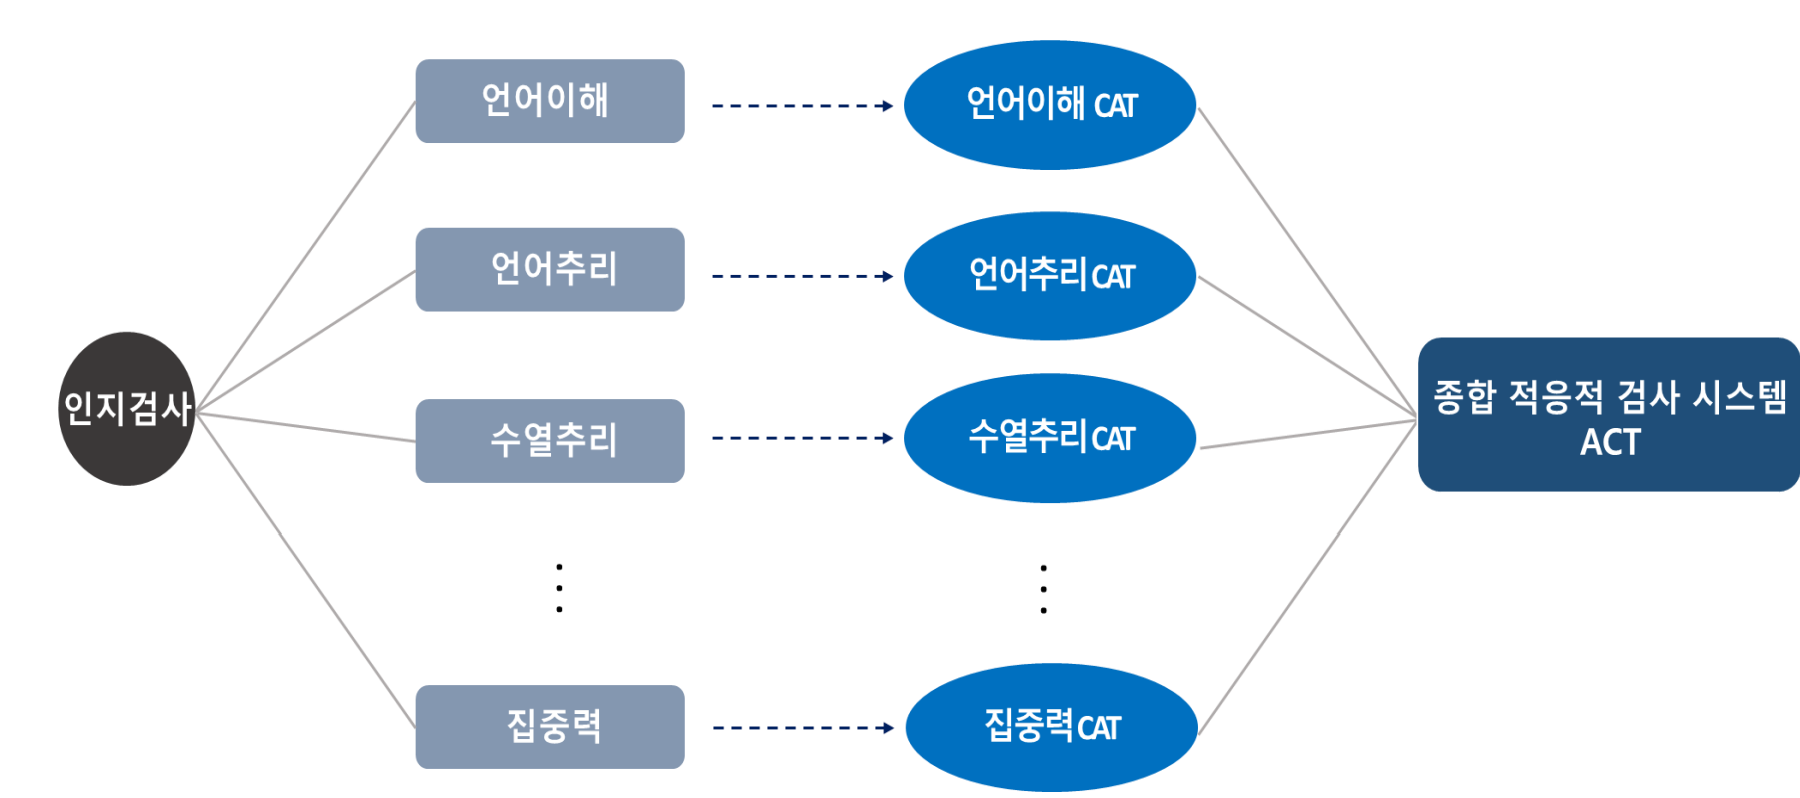 언어이해
언어이해 CAT
언어추리
언어추리 CAT
인지검사
수열추리
수열추리 CAT
종합 적응적 검사 시스템
ACT
집중력
집중력 CAT